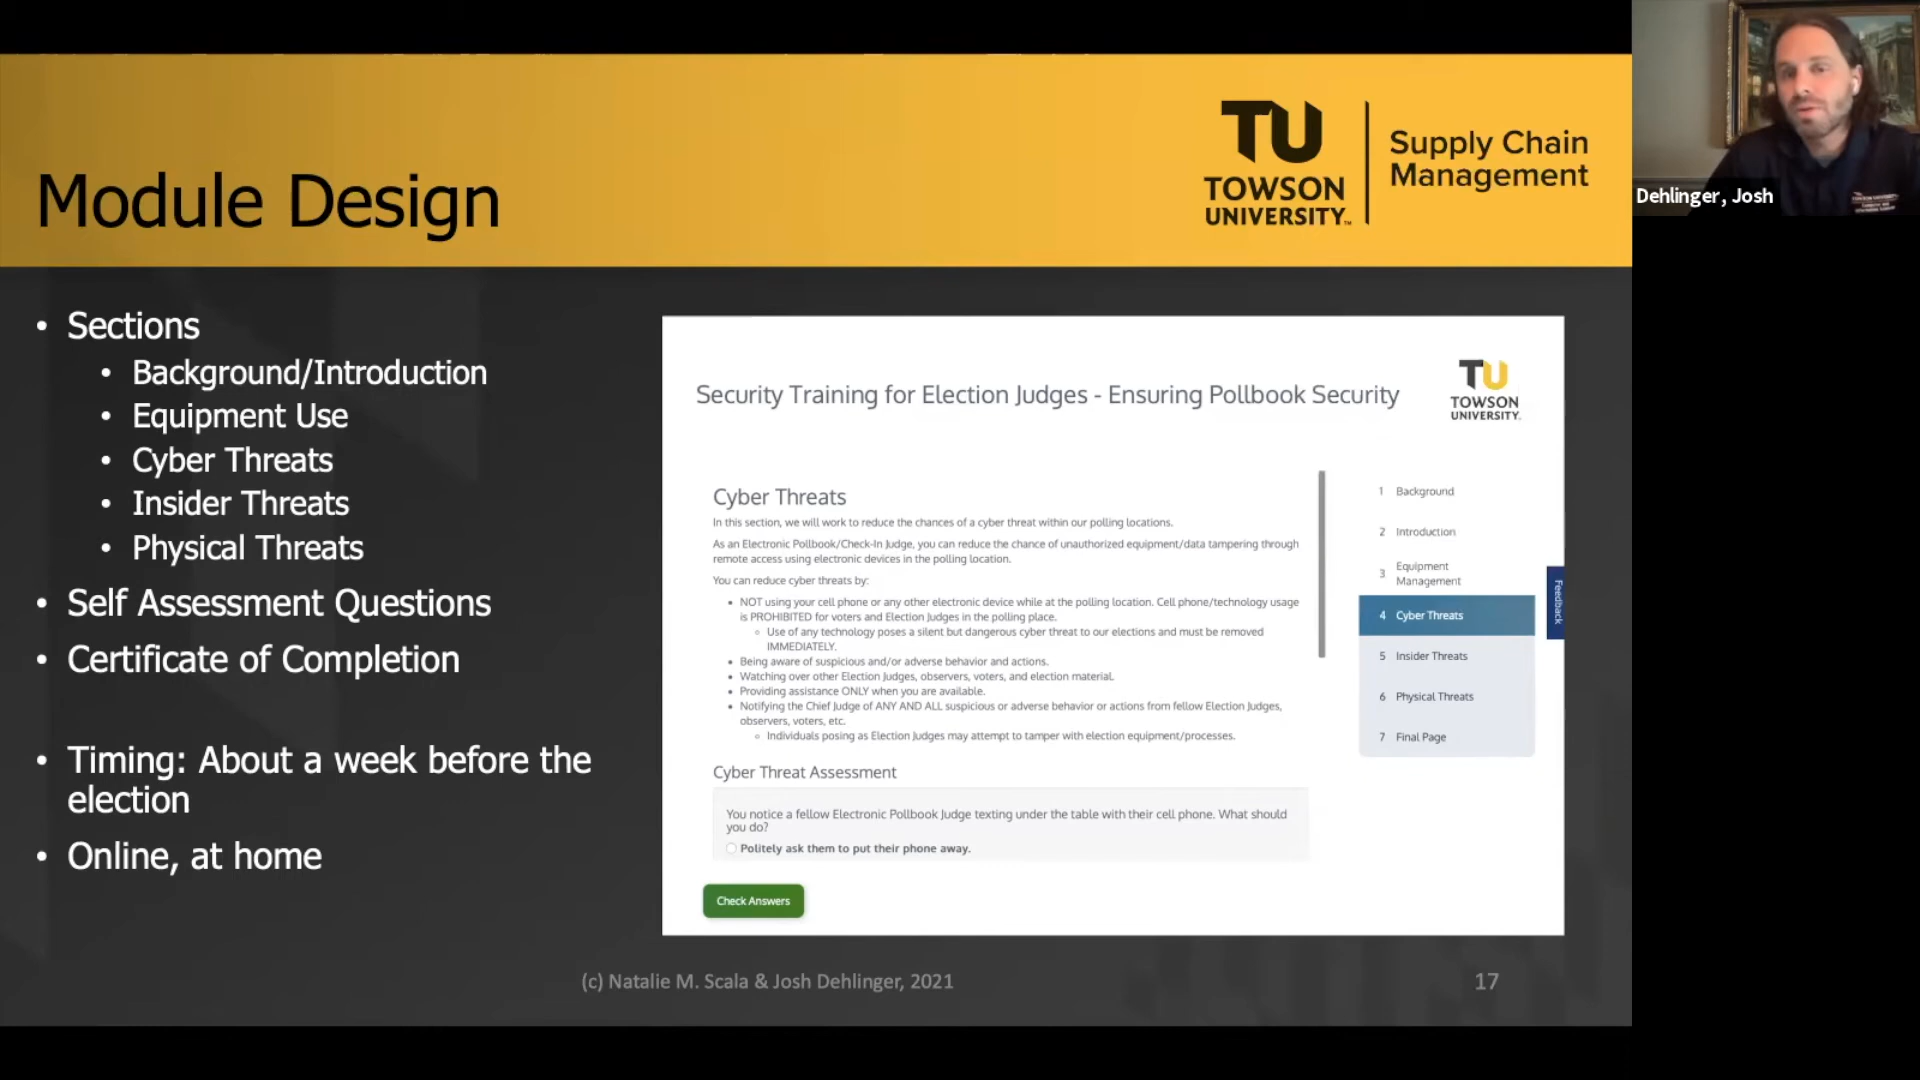 Module Design
TU
TOWSON
UNIVERSITY™
Supply Chain
Management
Dehlinger, Josh
• Sections
• Background/Introduction
• Equipment Use
• Cyber Threats
• Insider Threats
• Physical Threats
• Self Assessment Questions
• Certificate of Completion
• Timing: About a week before the
election
• Online, at home
Security Training for Election Judges - Ensuring Pollbook Security
TU
TOWSON
UNIVERSITY.
Cyber Threats
In this section, we will work to reduce the chances of a cyber threat within our polling locations.
As an Electronic Pollbook/Check-In Judge, you can reduce the chance of unauthorized equipment/data tampering through
remote access using electronic devices in the polling location.
You can reduce cyber threats by:
• NOT using your cell phone or any other electronic device while at the polling location. Cell phone/technology usage
is PROHIBITED for voters and Election Judges in the polling place.
◦ Use of any technology poses a silent but dangerous cyber threat to our elections and must be removed
IMMEDIATELY.
• Being aware of suspicious and/or adverse behavior and actions.
• Watching over other Election Judges, observers, voters, and election material.
• Providing assistance ONLY when you are available.
• Notifying the Chief Judge of ANY AND ALL suspicious or adverse behavior or actions from fellow Election Judges,
observers, voters, etc.
◦ Individuals posing as Election Judges may attempt to tamper with election equipment/processes.
Cyber Threat Assessment
You notice a fellow Electronic Pollbook Judge texting under the table with their cell phone. What should
you do?
Politely ask them to put their phone away.
Check Answers
1 Background
2 Introduction
3 Equipment
Management
4 Cyber Threats
5 Insider Threats
6 Physical Threats
7 Final Page
Feedback
(c) Natalie M. Scala & Josh Dehlinger, 2021
17